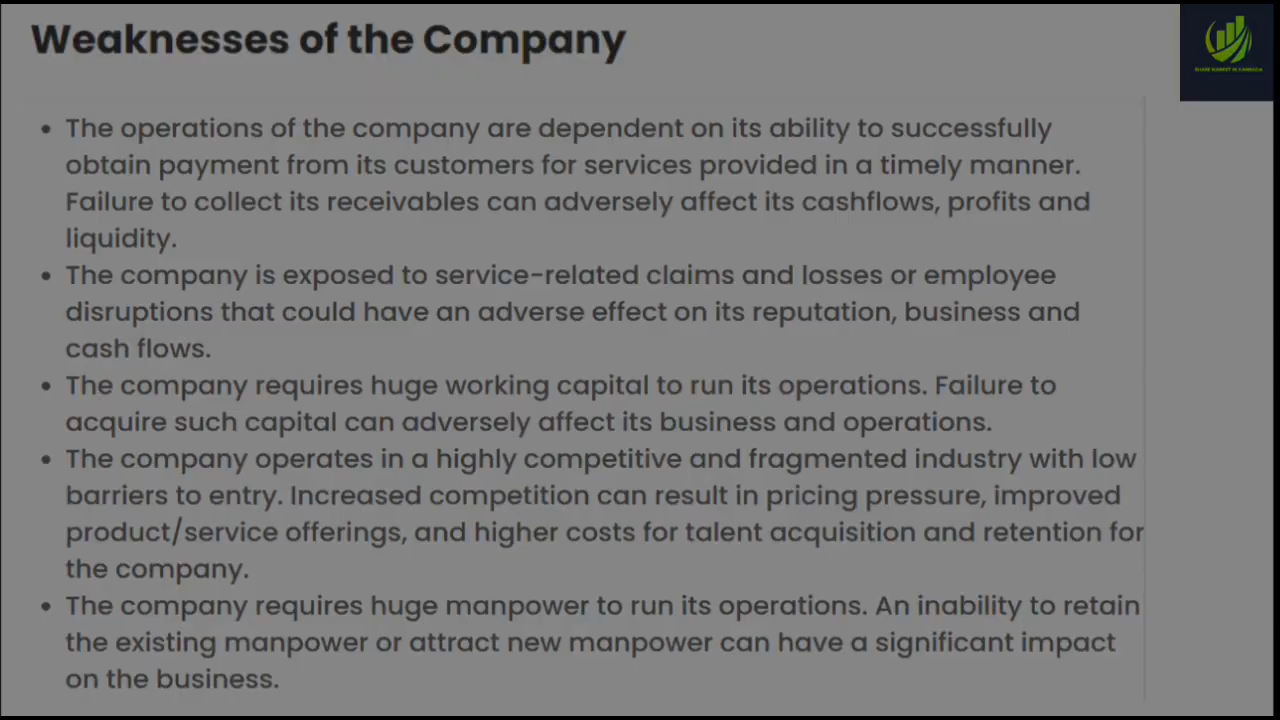 Weaknesses of the Company
SHARE MARKET IN KANNADA
• The operations of the company are dependent on its ability to successfully
obtain payment from its customers for services provided in a timely manner.
Failure to collect its receivables can adversely affect its cashflows, profits and
liquidity.
• The company is exposed to service-related claims and losses or employee
disruptions that could have an adverse effect on its reputation, business and
cash flows.
• The company requires huge working capital to run its operations. Failure to
acquire such capital can adversely affect its business and operations.
• The company operates in a highly competitive and fragmented industry with low
barriers to entry. Increased competition can result in pricing pressure, improved
product/service offerings, and higher costs for talent acquisition and retention for
the company.
• The company requires huge manpower to run its operations. An inability to retain
the existing manpower or attract new manpower can have a significant impact
on the business.